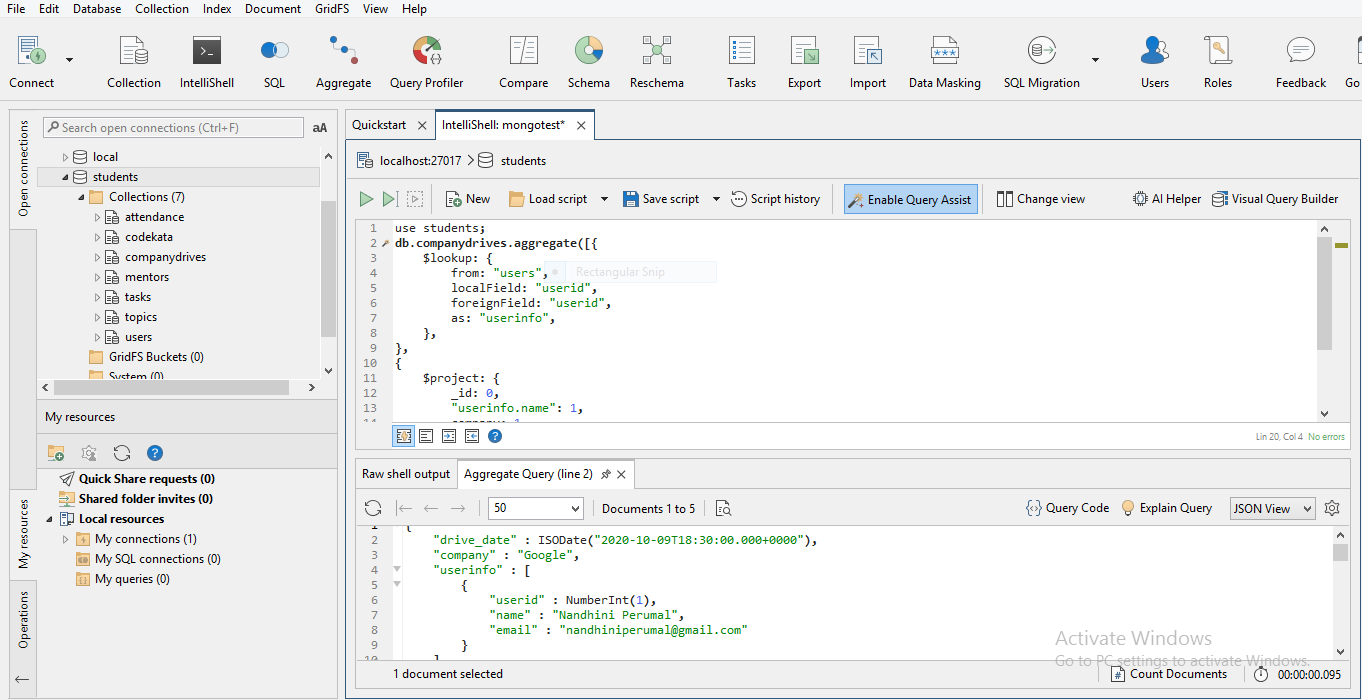 File Edit Database Collection Index Document GridFS View Help
Connect Collection IntelliShell SQL Aggregate Query Profiler Compare Schema Reschema Tasks Export Import Data Masking SQL Migration Users Roles Feedback Go
Open connections
Search open connections (Ctrl+F) aA
local
students
Collections (7)
attendance
codekata
companydrives
mentors
tasks
topics
users
GridFS Buckets (0)
System (0)
My resources
My resources
Quick Share requests (0)
Shared folder invites (0)
Local resources
My connections (1)
My SQL connections (0)
My queries (0)
Operations
Quickstart IntelliShell: mongotest*
localhost:27017 students
New Load script Save script Script history Enable Query Assist Change view AI Helper Visual Query Builder
1 use students;
2 db.companydrives.aggregate([{
3 $lookup: {
4 from: "users",
Rectangular Snip
5 localField: "userid",
6 foreignField: "userid",
7 as: "userinfo",
8 },
9 },
10 {
11 $project: {
12 _id: 0,
13 "userinfo.name": 1,
Lin 20, Col 4 No errors
Raw shell output Aggregate Query (line 2)
50 Documents 1 to 5 Query Code Explain Query JSON View
1 {
2 "drive_date" : ISODate("2020-10-09T18:30:00.000+0000"),
3 "company" : "Google",
4 "userinfo" : [
5 {
6 "userid" : NumberInt(1),
7 "name" : "Nandhini Perumal",
8 "email" : "nandhiniperumal@gmail.com"
9 }
10 ]
Activate Windows
Go to PC settings to activate Windows.
1 document selected Count Documents 00:00:00.095